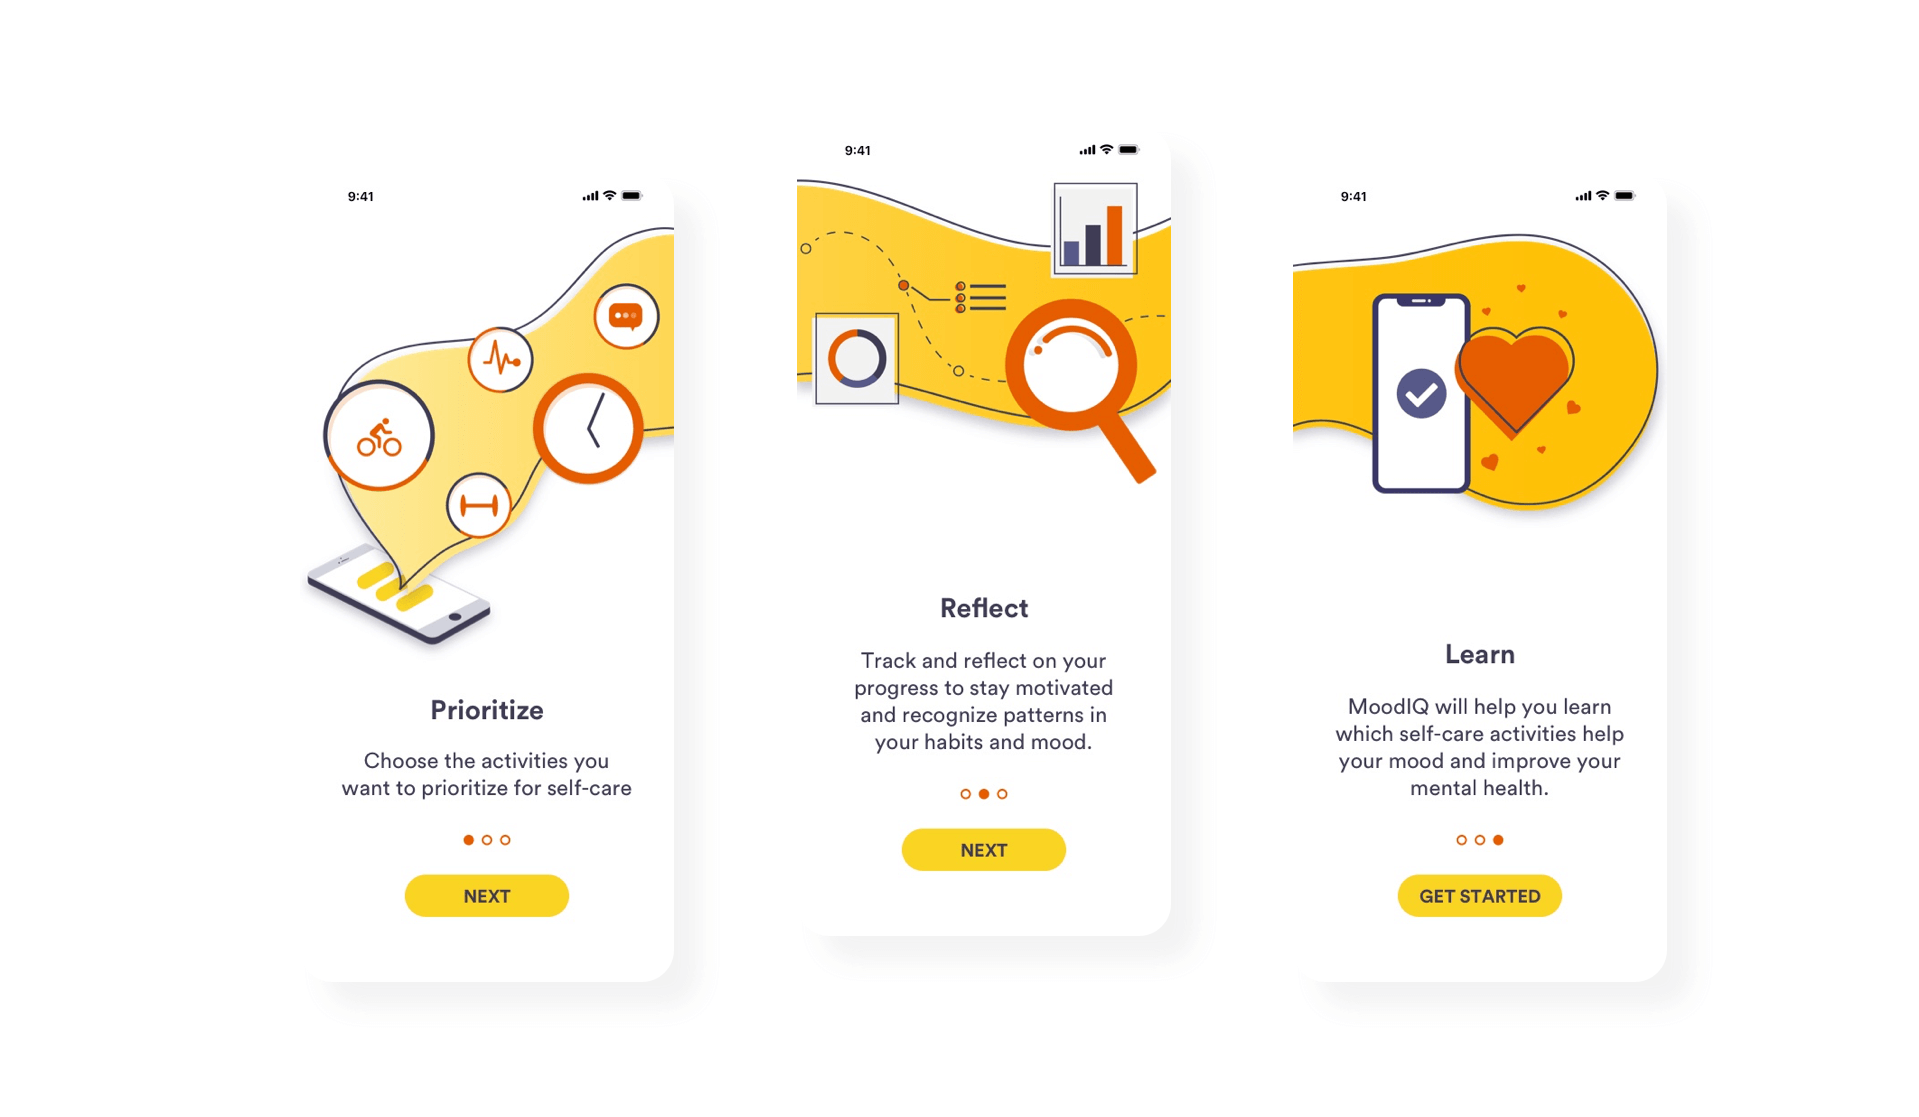 9:41
Prioritize
Choose the activities you
want to prioritize for self-care
NEXT
9:41
Reflect
Track and reflect on your
progress to stay motivated
and recognize patterns in
your habits and mood.
NEXT
9:41
Learn
MoodIQ will help you learn
which self-care activities help
your mood and improve your
mental health.
GET STARTED